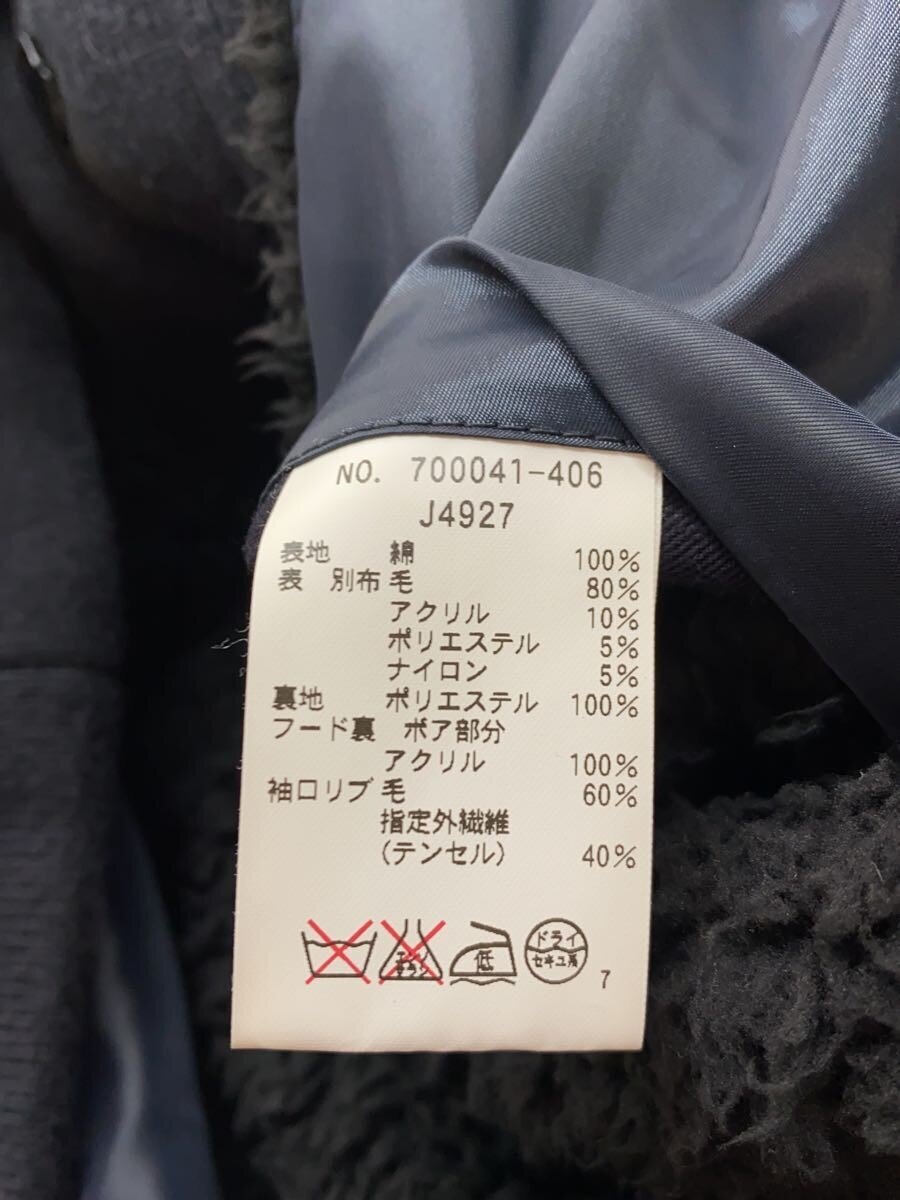 NO. 700041-406
J4927
表地 綿 100%
表 別布 毛 80%
アクリル 10%
ポリエステル 5%
ナイロン 5%
裏地 ポリエステル 100%
フード裏 ボア部分
アクリル 100%
袖口リブ 毛 60%
指定外繊維
(テンセル) 40%
低
ドライ
セキユ系
7